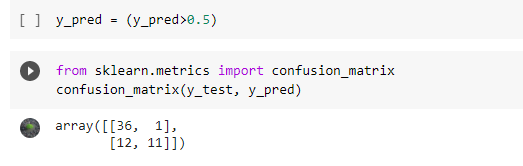 [ ] y_pred = (y_pred>0.5)
from sklearn.metrics import confusion_matrix
confusion_matrix(y_test, y_pred)
array([[36,  1],
       [12, 11]])